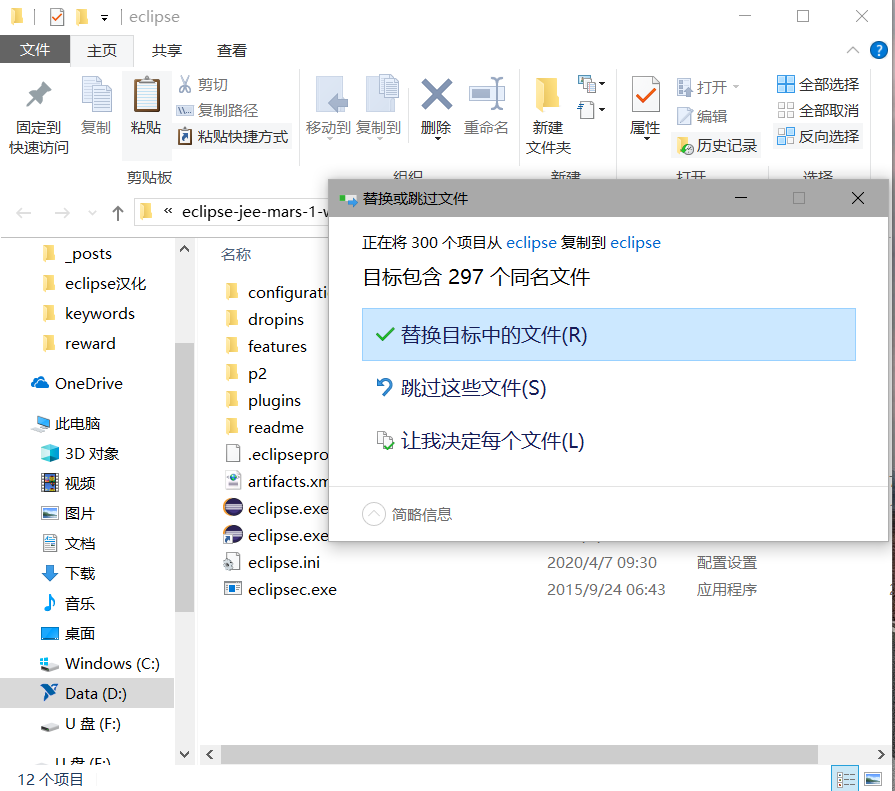 eclipse
文件 主页 共享 查看
固定到快速访问
复制
粘贴
剪切
复制路径
粘贴快捷方式
移动到
复制到
删除
重命名
新建文件夹
属性
打开
编辑
历史记录
全部选择
全部取消
反向选择
剪贴板 组织 新建 打开 选择
« eclipse-jee-mars-1-w
替换或跳过文件
正在将 300 个项目从 eclipse 复制到 eclipse
目标包含 297 个同名文件
替换目标中的文件(R)
跳过这些文件(S)
让我决定每个文件(L)
简略信息
_posts
eclipse汉化
keywords
reward
OneDrive
此电脑
3D 对象
视频
图片
文档
下载
音乐
桌面
Windows (C:)
Data (D:)
U 盘 (F:)
U 盘 (F:)
名称
configurati
dropins
features
p2
plugins
readme
.eclipsepro
artifacts.xm
eclipse.exe
eclipse.exe
eclipse.ini 2020/4/7 09:30 配置设置
eclipsec.exe 2015/9/24 06:43 应用程序
12 个项目